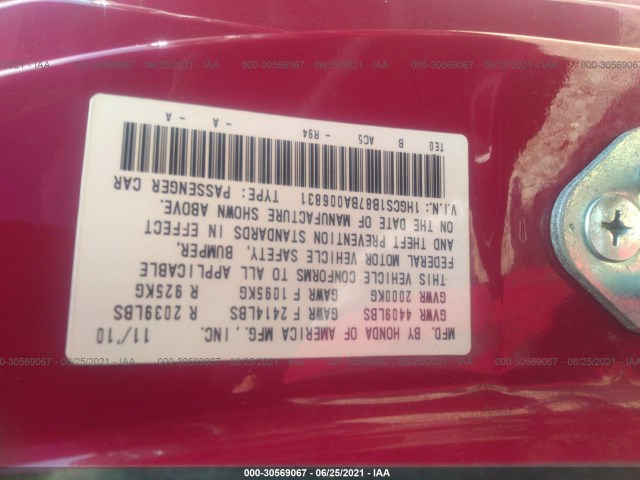 MFD. BY HONDA OF AMERICA MFG., INC. 11/'10
GVWR 4409LBS GAWR F 2414LBS R 2039LBS
GVWR 2000KG GAWR F 1095KG R 925KG
THIS VEHICLE CONFORMS TO ALL APPLICABLE
FEDERAL MOTOR VEHICLE SAFETY, BUMPER,
AND THEFT PREVENTION STANDARDS IN EFFECT
ON THE DATE OF MANUFACTURE SHOWN ABOVE.
V.I.N.: 1HGCS1B87BA006831 TYPE: PASSENGER CAR
TE0 B AC5 - R94 - A - A
000-30569067 - 06/25/2021 - IAA